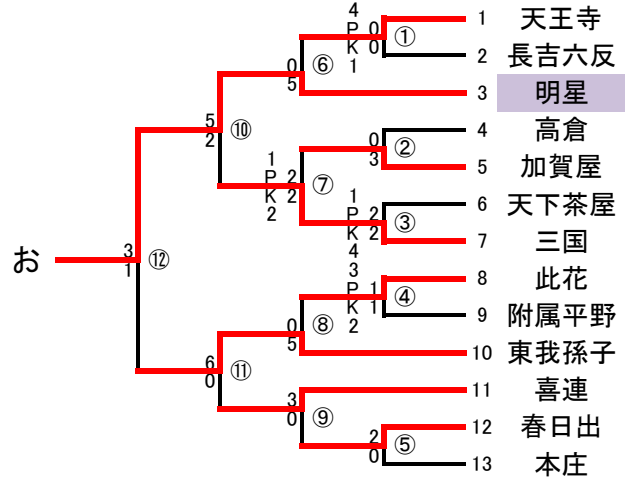 4 PK 1
0
0
①
1 天王寺
2 長吉六反
0
5
⑥
3 明星
5
2
⑩
0
3
②
4 高倉
5 加賀屋
1 PK 2
2
2
⑦
1 PK 4
2
2
③
6 天下茶屋
7 三国
お
3
1
⑫
3 PK 2
1
1
④
8 此花
9 附属平野
0
5
⑧
10 東我孫子
6
0
⑪
3
0
⑨
11 喜連
2
0
⑤
12 春日出
13 本庄